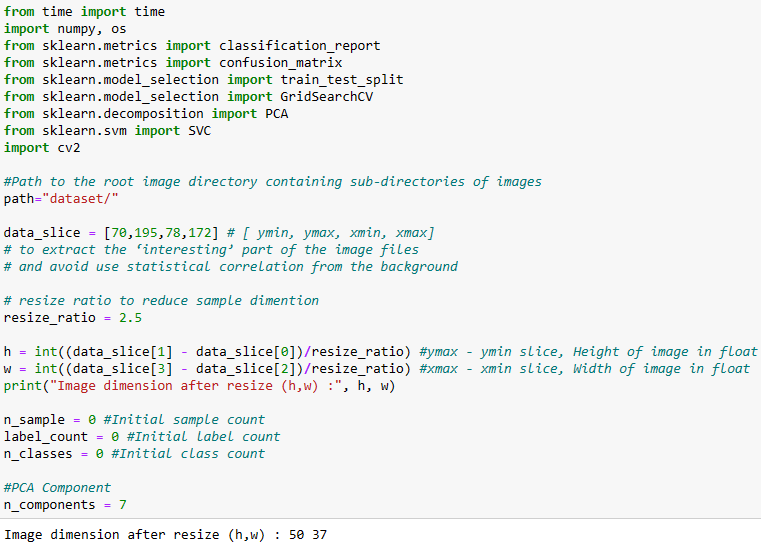 from time import time
import numpy, os
from sklearn.metrics import classification_report
from sklearn.metrics import confusion_matrix
from sklearn.model_selection import train_test_split
from sklearn.model_selection import GridSearchCV
from sklearn.decomposition import PCA
from sklearn.svm import SVC
import cv2
#Path to the root image directory containing sub-directories of images
path="dataset/"
data_slice = [70,195,78,172] # [ ymin, ymax, xmin, xmax]
# to extract the ‘interesting’ part of the image files
# and avoid use statistical correlation from the background
# resize ratio to reduce sample dimention
resize_ratio = 2.5
h = int((data_slice[1] - data_slice[0])/resize_ratio) #ymax - ymin slice, Height of image in float
w = int((data_slice[3] - data_slice[2])/resize_ratio) #xmax - xmin slice, Width of image in float
print("Image dimension after resize (h,w) :", h, w)
n_sample = 0 #Initial sample count
label_count = 0 #Initial label count
n_classes = 0 #Initial class count
#PCA Component
n_components = 7
Image dimension after resize (h,w) : 50 37